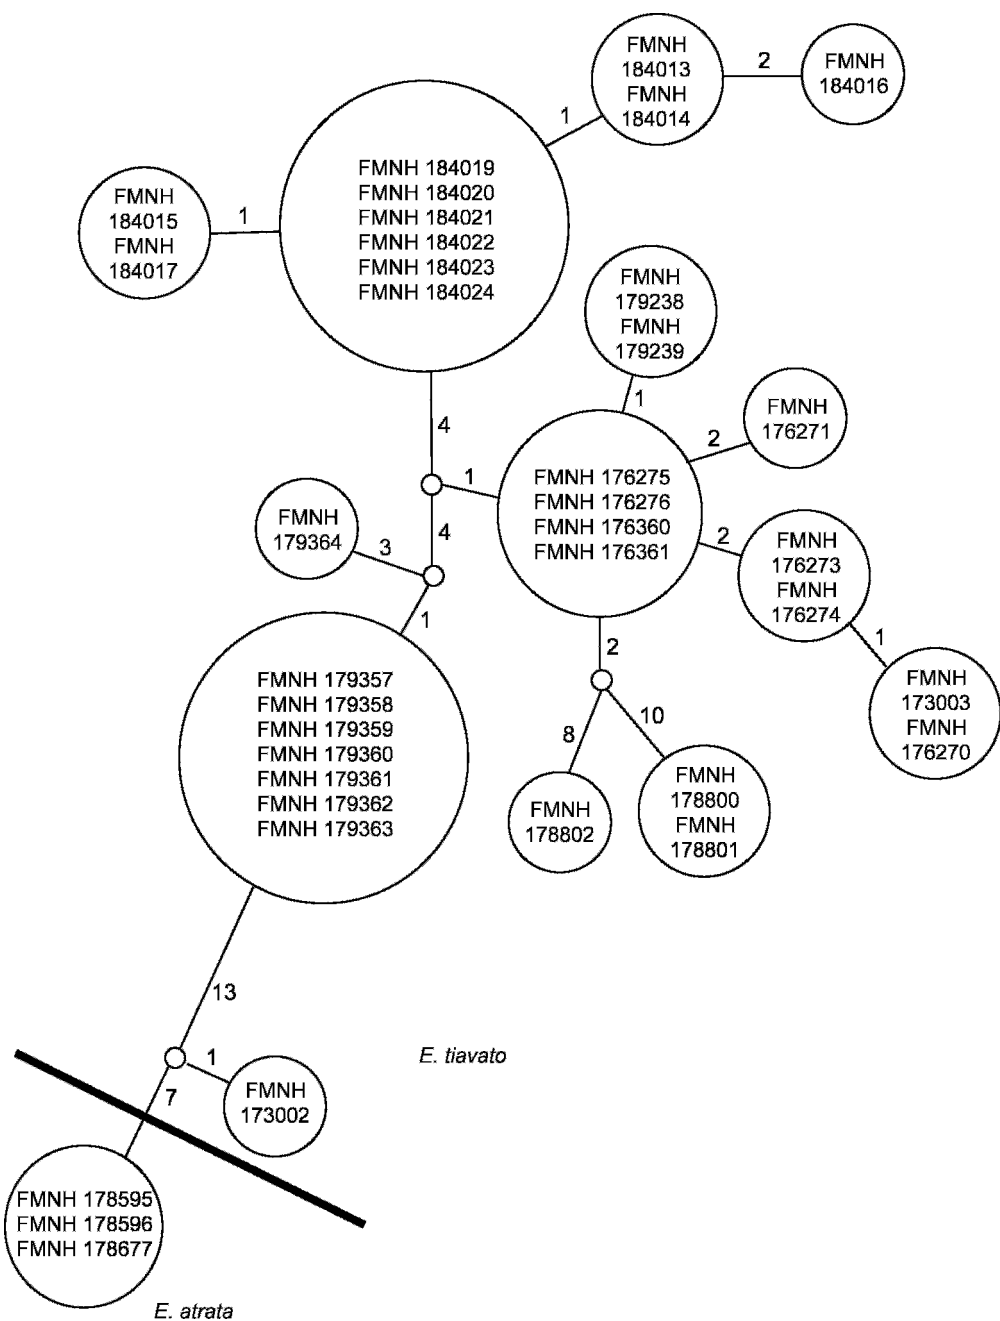 FMNH
184013
FMNH
184014
2
FMNH
184016
1
FMNH 184019
FMNH 184020
FMNH 184021
FMNH 184022
FMNH 184023
FMNH 184024
1
FMNH
184015
FMNH
184017
FMNH
179238
FMNH
179239
1
2
FMNH
176271
4
1
FMNH 176275
FMNH 176276
FMNH 176360
FMNH 176361
2
FMNH
176273
FMNH
176274
1
FMNH
173003
FMNH
176270
FMNH
179364
3
4
1
2
8
10
FMNH
178802
FMNH
178800
FMNH
178801
FMNH 179357
FMNH 179358
FMNH 179359
FMNH 179360
FMNH 179361
FMNH 179362
FMNH 179363
13
E. tiavato
1
7
FMNH
173002
FMNH 178595
FMNH 178596
FMNH 178677
E. atrata